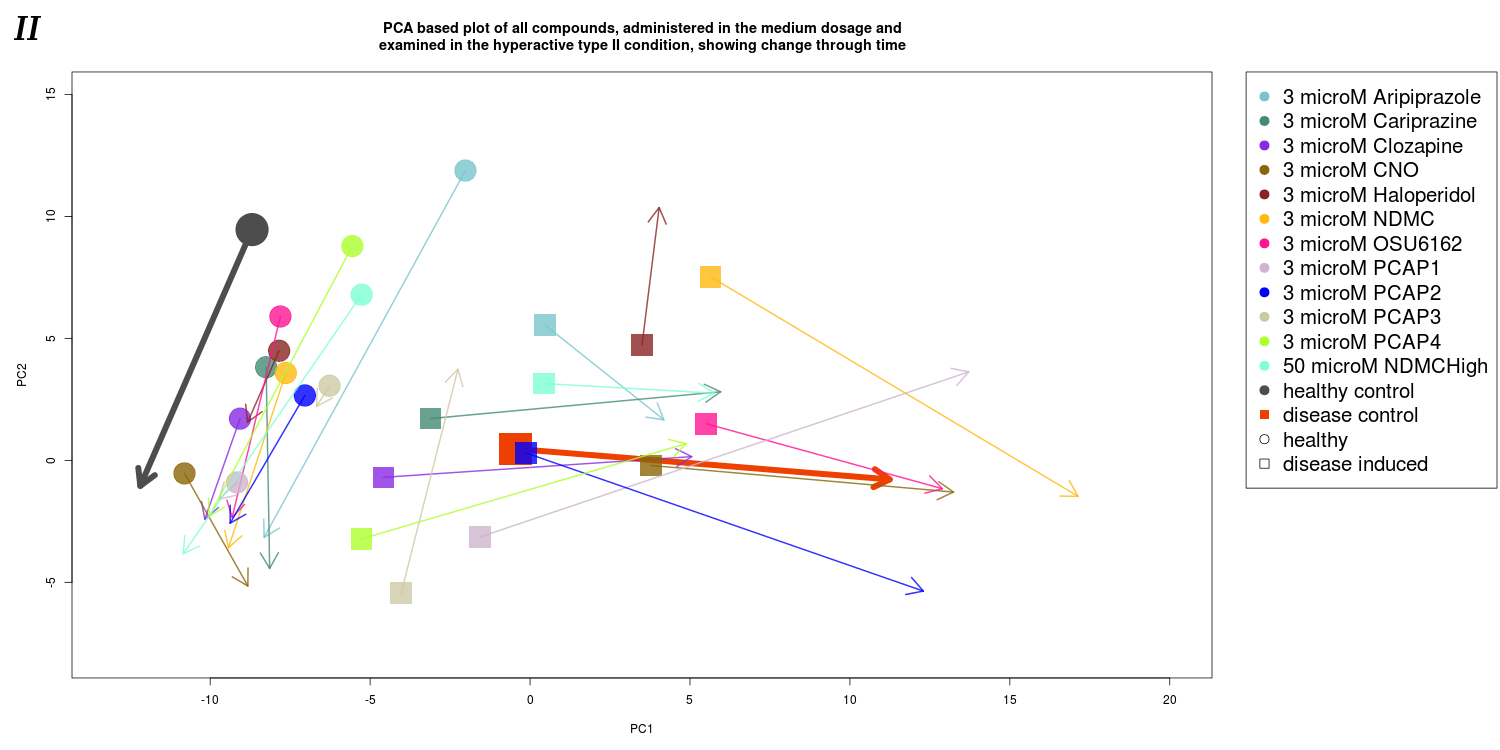 II
PCA based plot of all compounds, administered in the medium dosage and
examined in the hyperactive type II condition, showing change through time
15
10
5
0
-5
PC2
-10
-5
0
5
10
15
20
PC1
3 microM Aripiprazole
3 microM Cariprazine
3 microM Clozapine
3 microM CNO
3 microM Haloperidol
3 microM NDMC
3 microM OSU6162
3 microM PCAP1
3 microM PCAP2
3 microM PCAP3
3 microM PCAP4
50 microM NDMCHigh
healthy control
disease control
healthy
disease induced